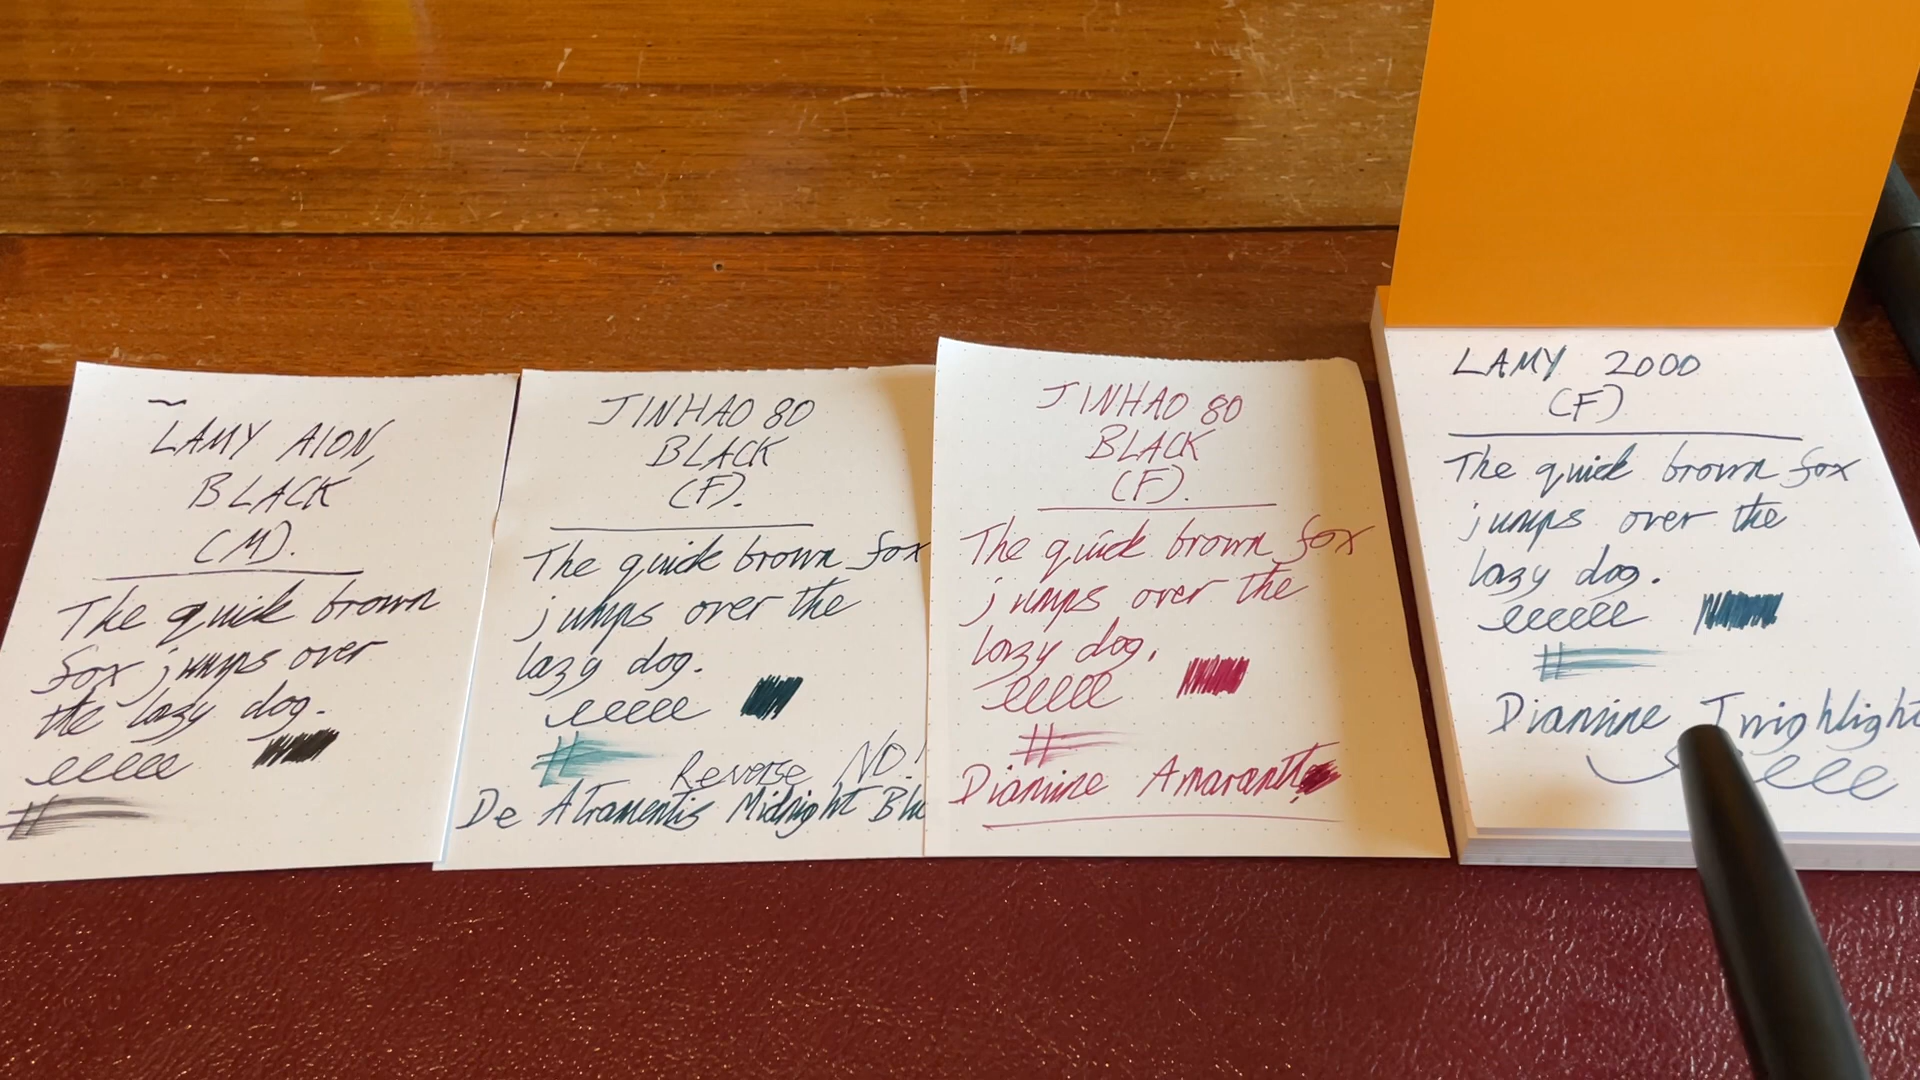 LAMY AION,
BLACK
(M).
The quick brown
fox jumps over
the lazy dog.
eeeee
JINHAO 80
BLACK
(F).
The quick brown fox
jumps over the
lazy dog.
eeeee
Reverse NO!
De Atramentis Midnight Blu
JINHAO 80
BLACK
(F).
The quick brown fox
jumps over the
lazy dog.
eeeee
Diamine Amarant
LAMY 2000
(F)
The quick brown fox
jumps over the
lazy dog.
eeeeee
Diamine
eeee